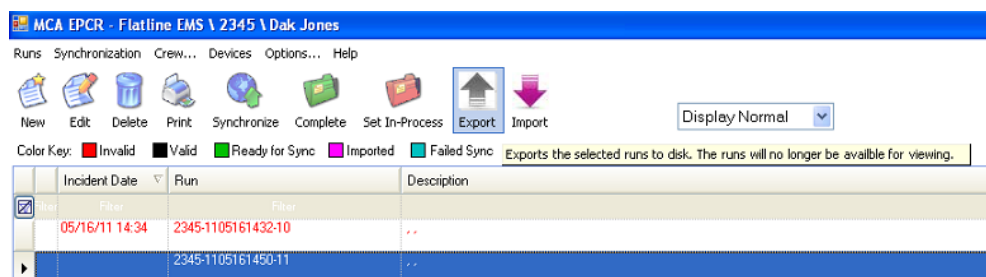 MCA EPCR - Flatline EMS \ 2345 \ Dak Jones
Runs Synchronization Crew... Devices Options... Help
New Edit Delete Print Synchronize Complete Set In-Process Export Import
Display Normal
Color Key: Invalid Valid Ready for Sync Imported Failed Sync
Exports the selected runs to disk. The runs will no longer be availble for viewing.
Incident Date Run Description
Filter Filter Filter
05/16/11 14:34 2345-1105161432-10 , ,
2345-1105161450-11 , ,